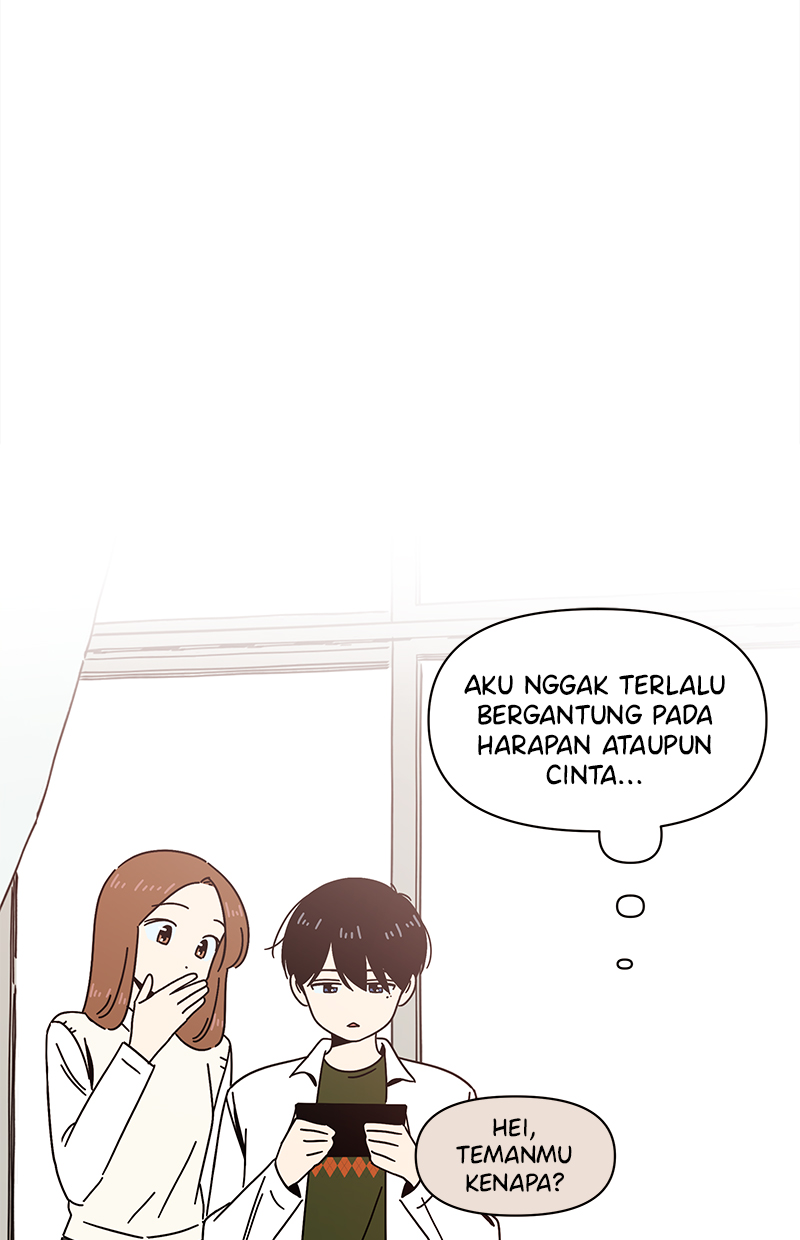 AKU NGGAK TERLALU
BERGANTUNG PADA
HARAPAN ATAUPUN
CINTA...
HEI,
TEMANMU
KENAPA?